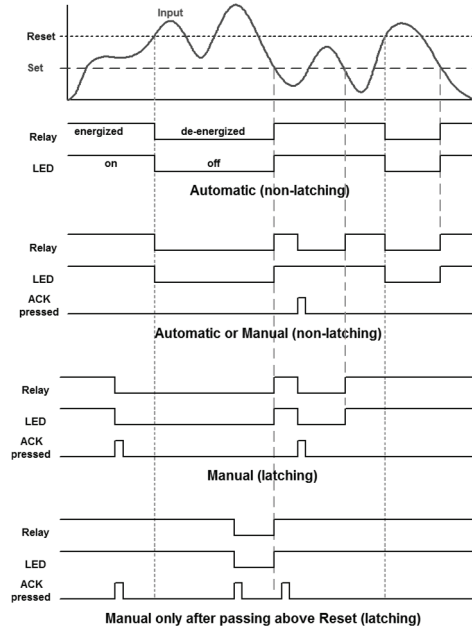 Input
Reset
Set
energized de-energized
Relay
on off
LED
Automatic (non-latching)
Relay
LED
ACK
pressed
Automatic or Manual (non-latching)
Relay
LED
ACK
pressed
Manual (latching)
Relay
LED
ACK
pressed
Manual only after passing above Reset (latching)